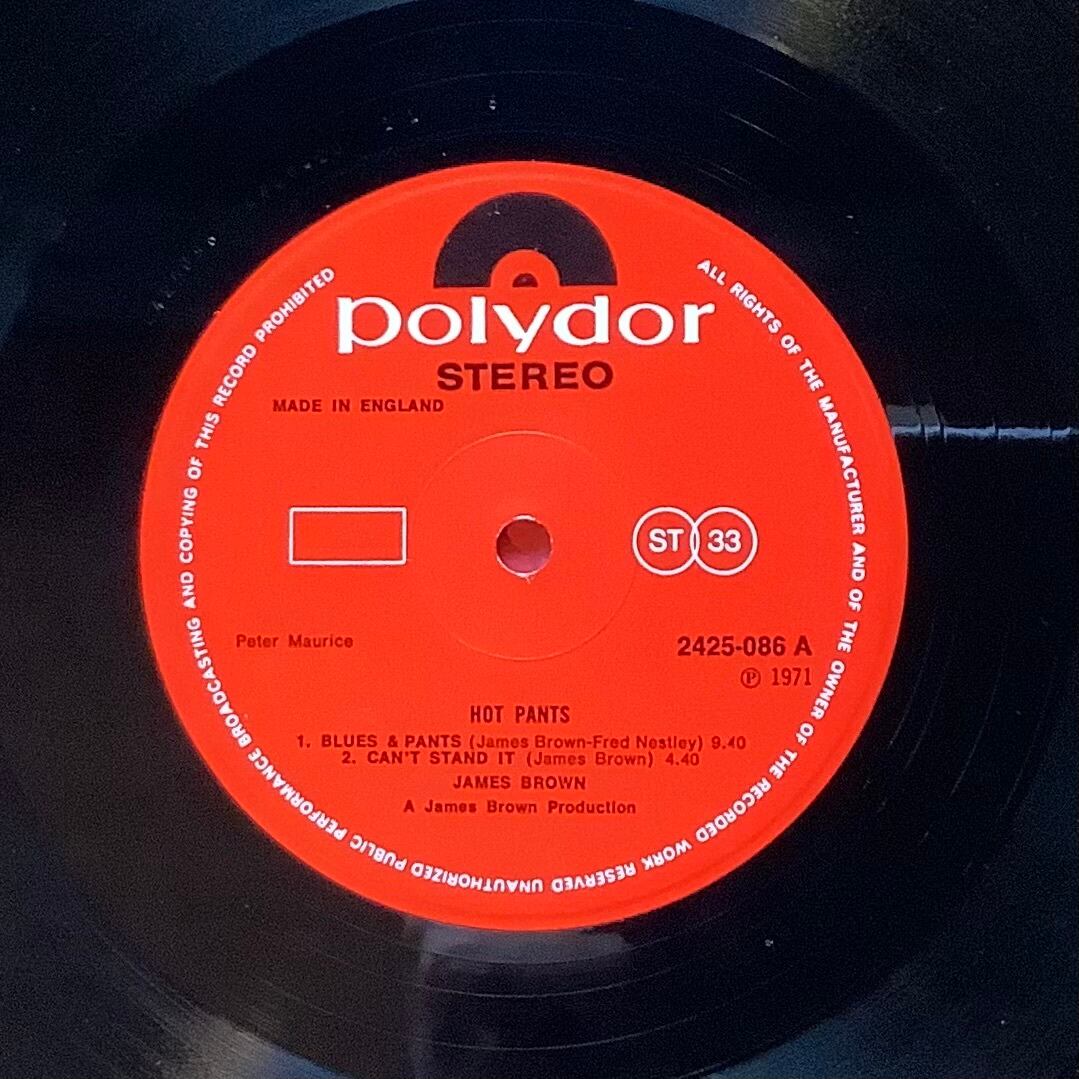 polydor
STEREO
MADE IN ENGLAND
ST 33
Peter Maurice
2425-086 A
℗ 1971
HOT PANTS
1. BLUES & PANTS (James Brown-Fred Nestley) 9.40
2. CAN'T STAND IT (James Brown) 4.40
JAMES BROWN
A James Brown Production
ALL RIGHTS OF THE MANUFACTURER AND OF THE OWNER OF THE RECORDED WORK RESERVED UNAUTHORIZED PUBLIC PERFORMANCE BROADCASTING AND COPYING OF THIS RECORD PROHIBITED